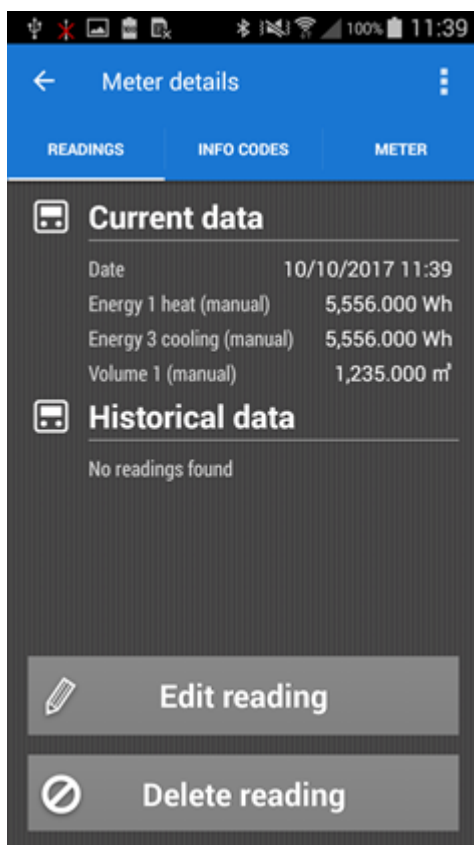 100% 11:39
Meter details
READINGS INFO CODES METER
Current data
Date 10/10/2017 11:39
Energy 1 heat (manual) 5,556.000 Wh
Energy 3 cooling (manual) 5,556.000 Wh
Volume 1 (manual) 1,235.000 m³
Historical data
No readings found
Edit reading
Delete reading